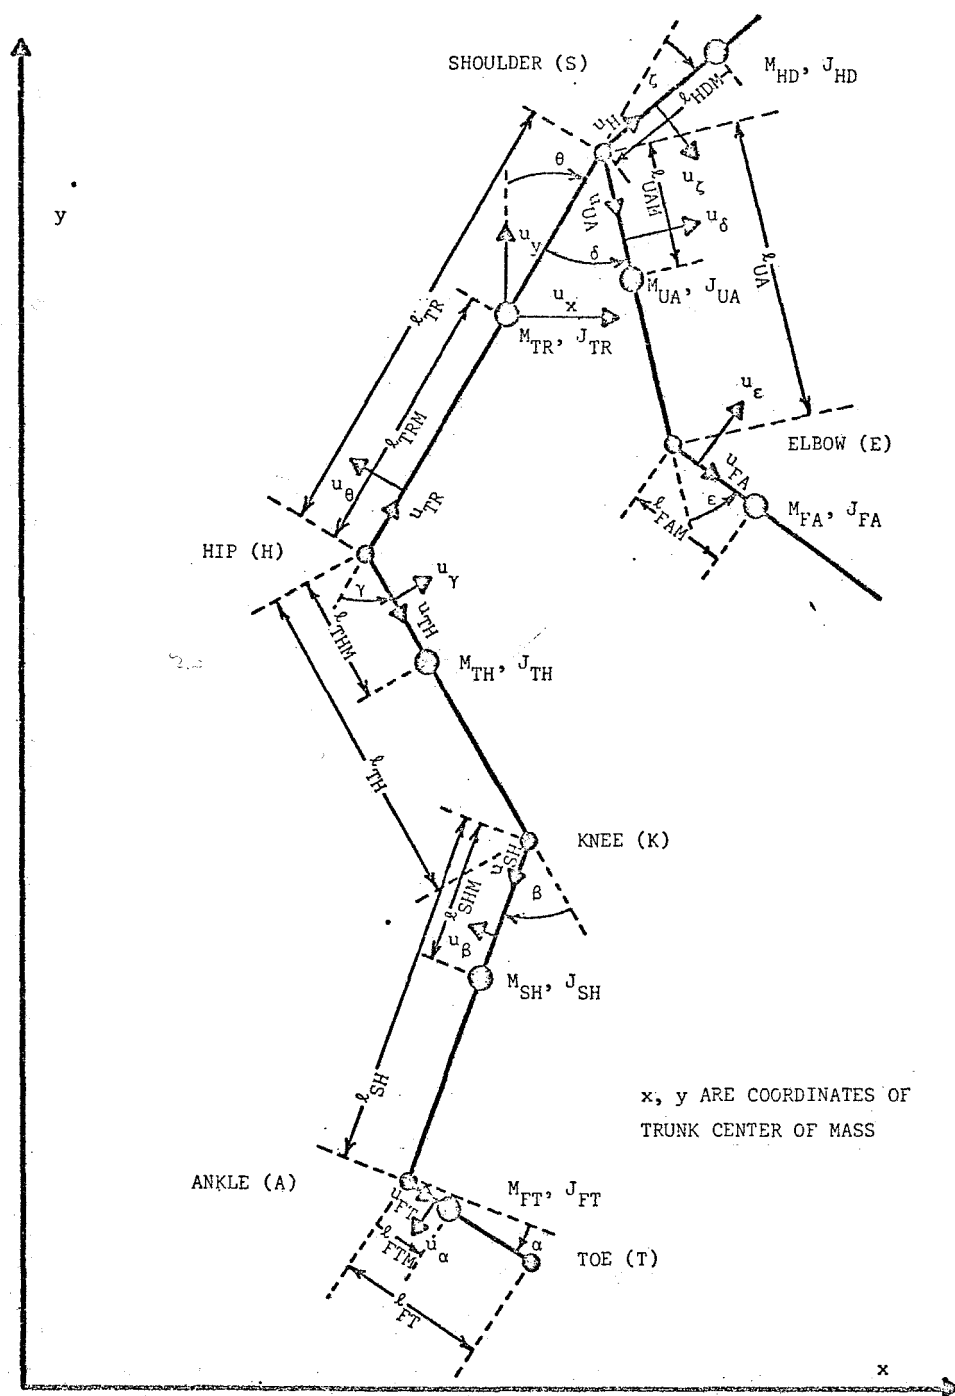 SHOULDER (S)
M_HD, J_HD
ζ
ℓ_HDM
u_H
θ
u_ζ
y
ℓ_UAM
u_UA
u_δ
u_y
δ
ℓ_UA
u_x
M_UA, J_UA
ℓ_TR
M_TR, J_TR
u_ε
ℓ_TRM
ELBOW (E)
u_FA
u_θ
ε
u_TR
ℓ_FAM
M_FA, J_FA
HIP (H)
u_γ
γ
u_TH
ℓ_THM
M_TH, J_TH
ℓ_TH
KNEE (K)
u_SH
β
ℓ_SHM
u_β
M_SH, J_SH
ℓ_SH
x, y ARE COORDINATES OF
TRUNK CENTER OF MASS
ANKLE (A)
M_FT, J_FT
u_FT
α
ℓ_FTM
u_α
TOE (T)
ℓ_FT
x